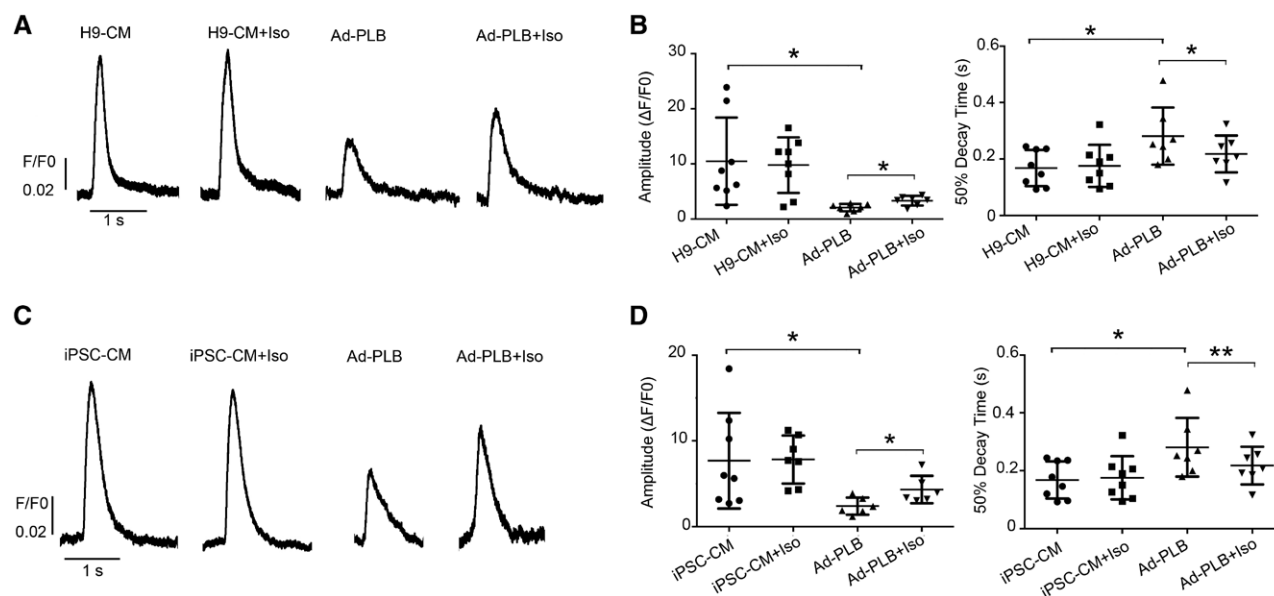 A
H9-CM
H9-CM+Iso
Ad-PLB
Ad-PLB+Iso
F/F0
0.02
1 s
B
Amplitude (ΔF/F0)
30
20
10
0
*
*
H9-CM
H9-CM+Iso
Ad-PLB
Ad-PLB+Iso
50% Decay Time (s)
0.6
0.4
0.2
0
*
*
H9-CM
H9-CM+Iso
Ad-PLB
Ad-PLB+Iso
C
iPSC-CM
iPSC-CM+Iso
Ad-PLB
Ad-PLB+Iso
F/F0
0.02
1 s
D
Amplitude (ΔF/F0)
20
10
0
*
*
iPSC-CM
iPSC-CM+Iso
Ad-PLB
Ad-PLB+Iso
50% Decay Time (s)
0.6
0.4
0.2
0
*
**
iPSC-CM
iPSC-CM+Iso
Ad-PLB
Ad-PLB+Iso